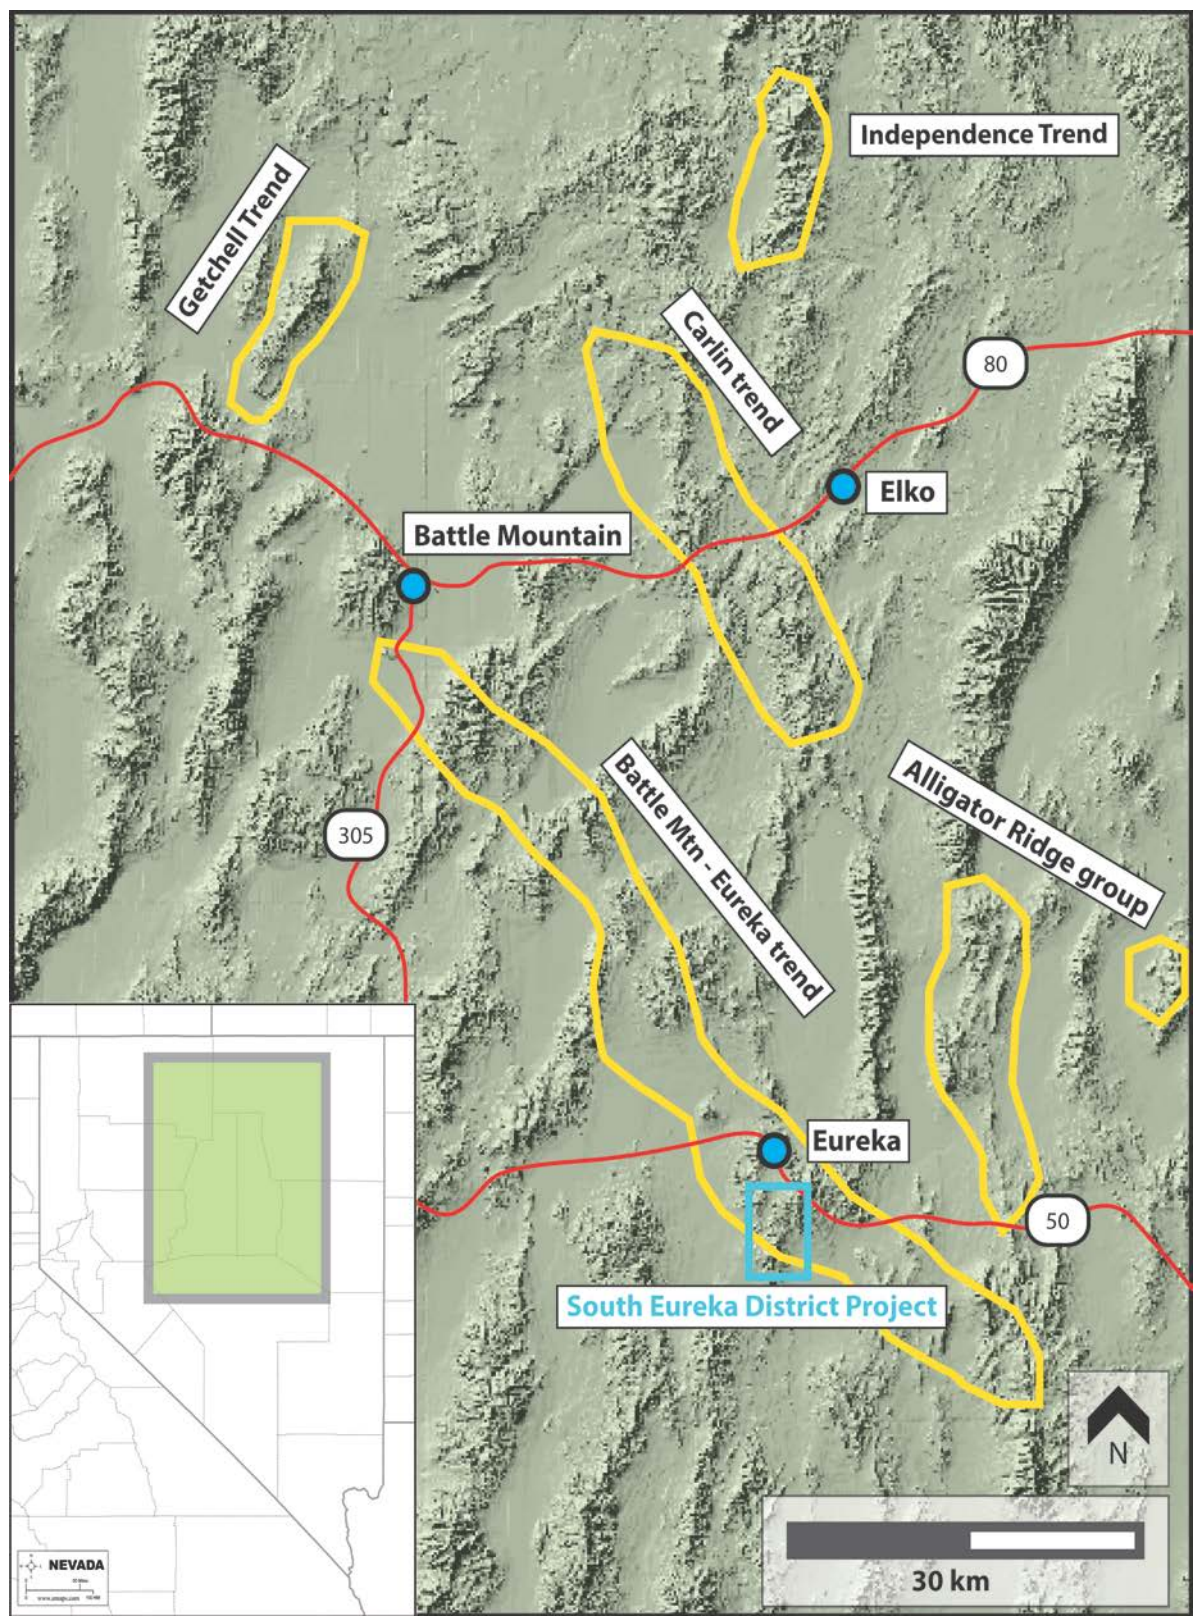 Independence Trend
Getchell Trend
Carlin trend
80
Elko
Battle Mountain
Battle Mtn - Eureka trend
Alligator Ridge group
305
Eureka
50
South Eureka District Project
N
30 km
NEVADA